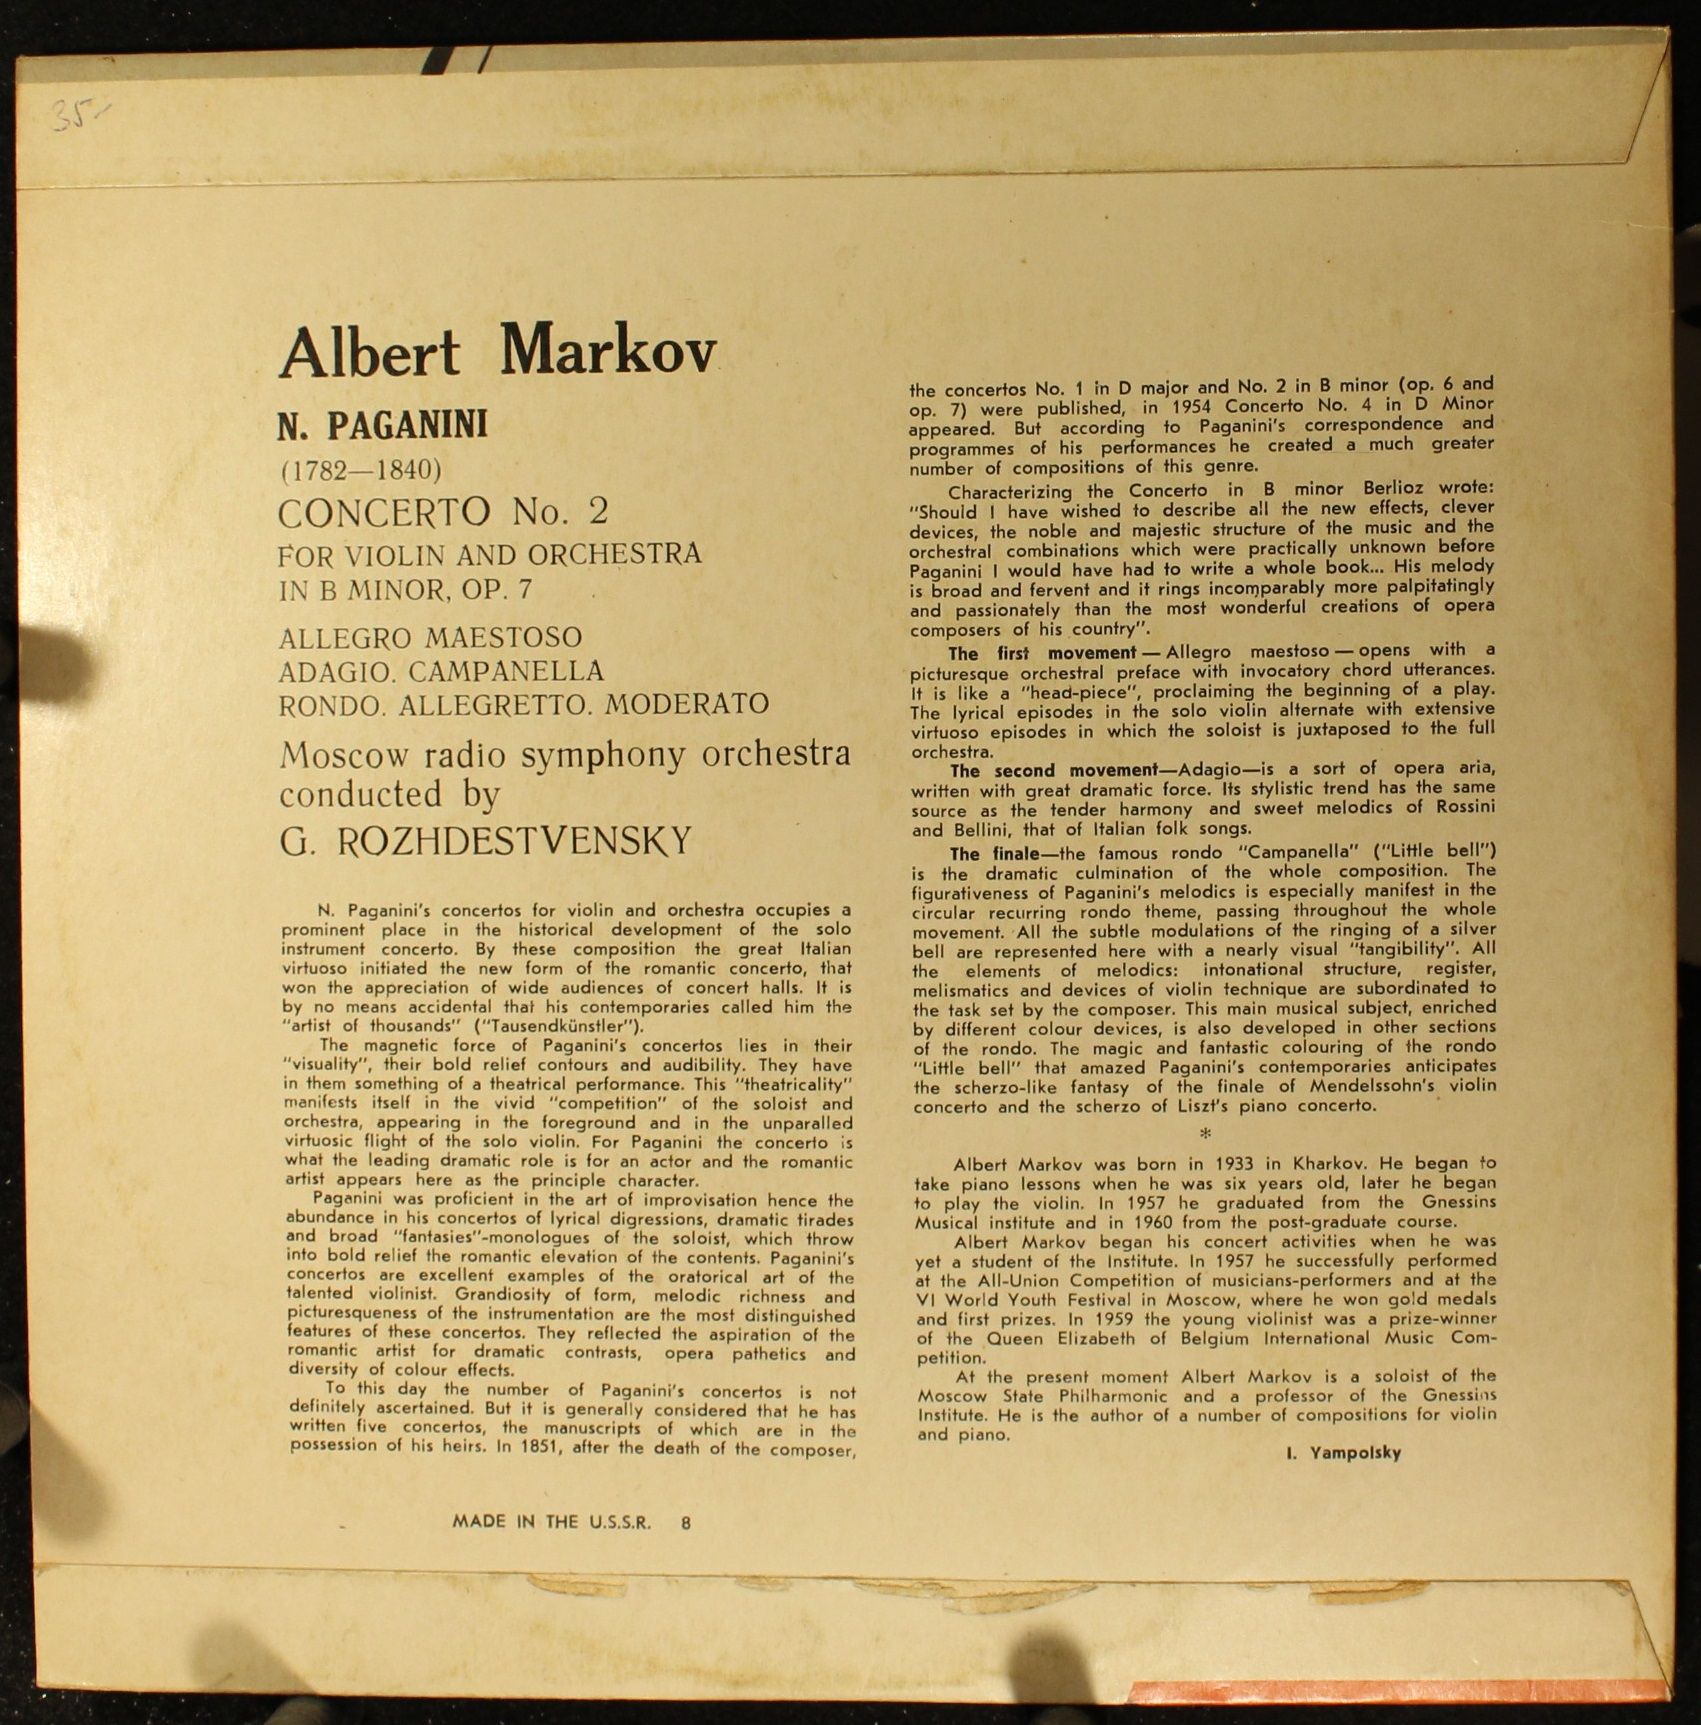 35-
Albert Markov
N. PAGANINI
(1782—1840)
CONCERTO No. 2
FOR VIOLIN AND ORCHESTRA
IN B MINOR, OP. 7
ALLEGRO MAESTOSO
ADAGIO. CAMPANELLA
RONDO. ALLEGRETTO. MODERATO
Moscow radio symphony orchestra
conducted by
G. ROZHDESTVENSKY
N. Paganini's concertos for violin and orchestra occupies a
prominent place in the historical development of the solo
instrument concerto. By these composition the great Italian
virtuoso initiated the new form of the romantic concerto, that
won the appreciation of wide audiences of concert halls. It is
by no means accidental that his contemporaries called him the
"artist of thousands" ("Tausendkünstler").
The magnetic force of Paganini's concertos lies in their
"visuality", their bold relief contours and audibility. They have
in them something of a theatrical performance. This "theatricality"
manifests itself in the vivid "competition" of the soloist and
orchestra, appearing in the foreground and in the unparalled
virtuosic flight of the solo violin. For Paganini the concerto is
what the leading dramatic role is for an actor and the romantic
artist appears here as the principle character.
Paganini was proficient in the art of improvisation hence the
abundance in his concertos of lyrical digressions, dramatic tirades
and broad "fantasies"-monologues of the soloist, which throw
into bold relief the romantic elevation of the contents. Paganini's
concertos are excellent examples of the oratorical art of the
talented violinist. Grandiosity of form, melodic richness and
picturesqueness of the instrumentation are the most distinguished
features of these concertos. They reflected the aspiration of the
romantic artist for dramatic contrasts, opera pathetics and
diversity of colour effects.
To this day the number of Paganini's concertos is not
definitely ascertained. But it is generally considered that he has
written five concertos, the manuscripts of which are in the
possession of his heirs. In 1851, after the death of the composer,
the concertos No. 1 in D major and No. 2 in B minor (op. 6 and
op. 7) were published, in 1954 Concerto No. 4 in D Minor
appeared. But according to Paganini's correspondence and
programmes of his performances he created a much greater
number of compositions of this genre.
Characterizing the Concerto in B minor Berlioz wrote:
"Should I have wished to describe all the new effects, clever
devices, the noble and majestic structure of the music and the
orchestral combinations which were practically unknown before
Paganini I would have had to write a whole book... His melody
is broad and fervent and it rings incomparably more palpitatingly
and passionately than the most wonderful creations of opera
composers of his country".
The first movement — Allegro maestoso — opens with a
picturesque orchestral preface with invocatory chord utterances.
It is like a "head-piece", proclaiming the beginning of a play.
The lyrical episodes in the solo violin alternate with extensive
virtuoso episodes in which the soloist is juxtaposed to the full
orchestra.
The second movement—Adagio—is a sort of opera aria,
written with great dramatic force. Its stylistic trend has the same
source as the tender harmony and sweet melodics of Rossini
and Bellini, that of Italian folk songs.
The finale—the famous rondo "Campanella" ("Little bell")
is the dramatic culmination of the whole composition. The
figurativeness of Paganini's melodics is especially manifest in the
circular recurring rondo theme, passing throughout the whole
movement. All the subtle modulations of the ringing of a silver
bell are represented here with a nearly visual "tangibility". All
the elements of melodics: intonational structure, register,
melismatics and devices of violin technique are subordinated to
the task set by the composer. This main musical subject, enriched
by different colour devices, is also developed in other sections
of the rondo. The magic and fantastic colouring of the rondo
"Little bell" that amazed Paganini's contemporaries anticipates
the scherzo-like fantasy of the finale of Mendelssohn's violin
concerto and the scherzo of Liszt's piano concerto.
*
Albert Markov was born in 1933 in Kharkov. He began to
take piano lessons when he was six years old, later he began
to play the violin. In 1957 he graduated from the Gnessins
Musical institute and in 1960 from the post-graduate course.
Albert Markov began his concert activities when he was
yet a student of the Institute. In 1957 he successfully performed
at the All-Union Competition of musicians-performers and at the
VI World Youth Festival in Moscow, where he won gold medals
and first prizes. In 1959 the young violinist was a prize-winner
of the Queen Elizabeth of Belgium International Music Com-
petition.
At the present moment Albert Markov is a soloist of the
Moscow State Philharmonic and a professor of the Gnessins
Institute. He is the author of a number of compositions for violin
and piano.
I. Yampolsky
MADE IN THE U.S.S.R. 8